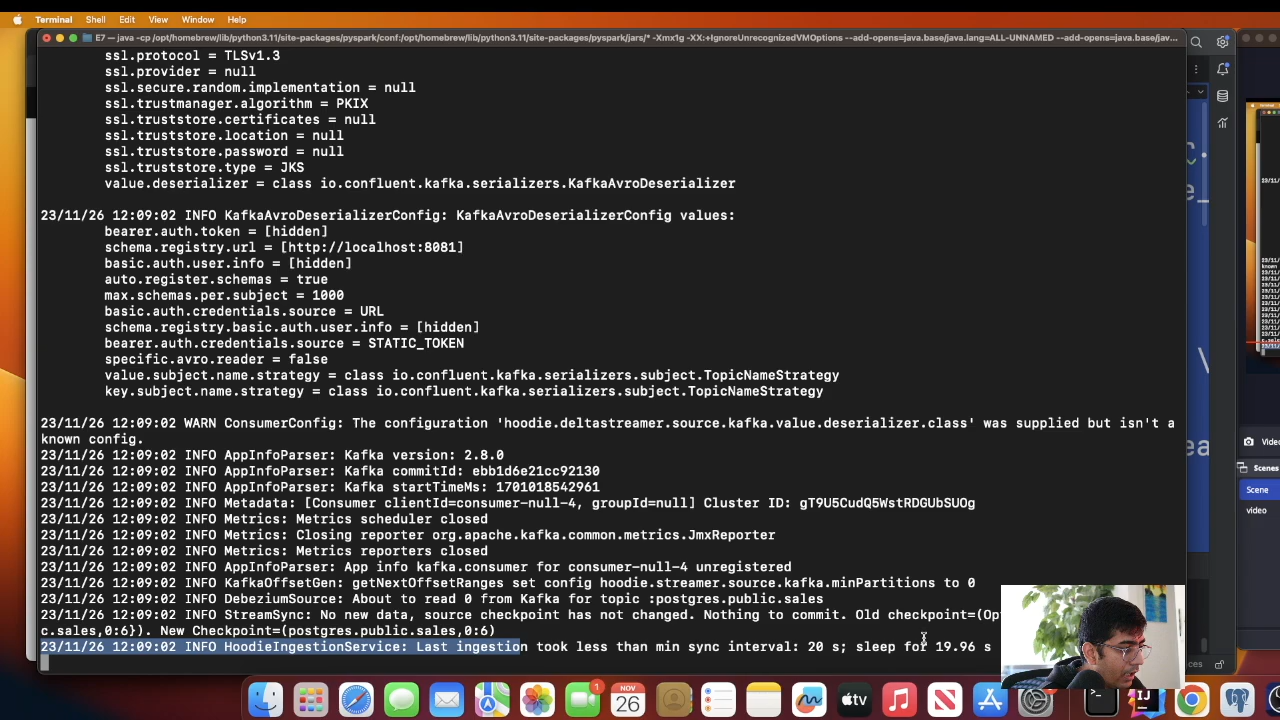 Terminal Shell Edit View Window Help
E7 — java -cp /opt/homebrew/lib/python3.11/site-packages/pyspark/conf:/opt/homebrew/lib/python3.11/site-packages/pyspark/jars/* -Xmx1g -XX:+IgnoreUnrecognizedVMOptions --add-opens=java.base/java.lang=ALL-UNNAMED --add-opens=java.base/jav...
ssl.protocol = TLSv1.3
ssl.provider = null
ssl.secure.random.implementation = null
ssl.trustmanager.algorithm = PKIX
ssl.truststore.certificates = null
ssl.truststore.location = null
ssl.truststore.password = null
ssl.truststore.type = JKS
value.deserializer = class io.confluent.kafka.serializers.KafkaAvroDeserializer
23/11/26 12:09:02 INFO KafkaAvroDeserializerConfig: KafkaAvroDeserializerConfig values:
bearer.auth.token = [hidden]
schema.registry.url = [http://localhost:8081]
basic.auth.user.info = [hidden]
auto.register.schemas = true
max.schemas.per.subject = 1000
basic.auth.credentials.source = URL
schema.registry.basic.auth.user.info = [hidden]
bearer.auth.credentials.source = STATIC_TOKEN
specific.avro.reader = false
value.subject.name.strategy = class io.confluent.kafka.serializers.subject.TopicNameStrategy
key.subject.name.strategy = class io.confluent.kafka.serializers.subject.TopicNameStrategy
23/11/26 12:09:02 WARN ConsumerConfig: The configuration 'hoodie.deltastreamer.source.kafka.value.deserializer.class' was supplied but isn't a
known config.
23/11/26 12:09:02 INFO AppInfoParser: Kafka version: 2.8.0
23/11/26 12:09:02 INFO AppInfoParser: Kafka commitId: ebb1d6e21cc92130
23/11/26 12:09:02 INFO AppInfoParser: Kafka startTimeMs: 1701018542961
23/11/26 12:09:02 INFO Metadata: [Consumer clientId=consumer-null-4, groupId=null] Cluster ID: gT9U5CudQ5WstRDGUbSUOg
23/11/26 12:09:02 INFO Metrics: Metrics scheduler closed
23/11/26 12:09:02 INFO Metrics: Closing reporter org.apache.kafka.common.metrics.JmxReporter
23/11/26 12:09:02 INFO Metrics: Metrics reporters closed
23/11/26 12:09:02 INFO AppInfoParser: App info kafka.consumer for consumer-null-4 unregistered
23/11/26 12:09:02 INFO KafkaOffsetGen: getNextOffsetRanges set config hoodie.streamer.source.kafka.minPartitions to 0
23/11/26 12:09:02 INFO DebeziumSource: About to read 0 from Kafka for topic :postgres.public.sales
23/11/26 12:09:02 INFO StreamSync: No new data, source checkpoint has not changed. Nothing to commit. Old checkpoint=(Op
c.sales,0:6}). New Checkpoint=(postgres.public.sales,0:6)
23/11/26 12:09:02 INFO HoodieIngestionService: Last ingestion took less than min sync interval: 20 s; sleep for 19.96 s
Scenes
Scene
video
NOV
26
1
tv